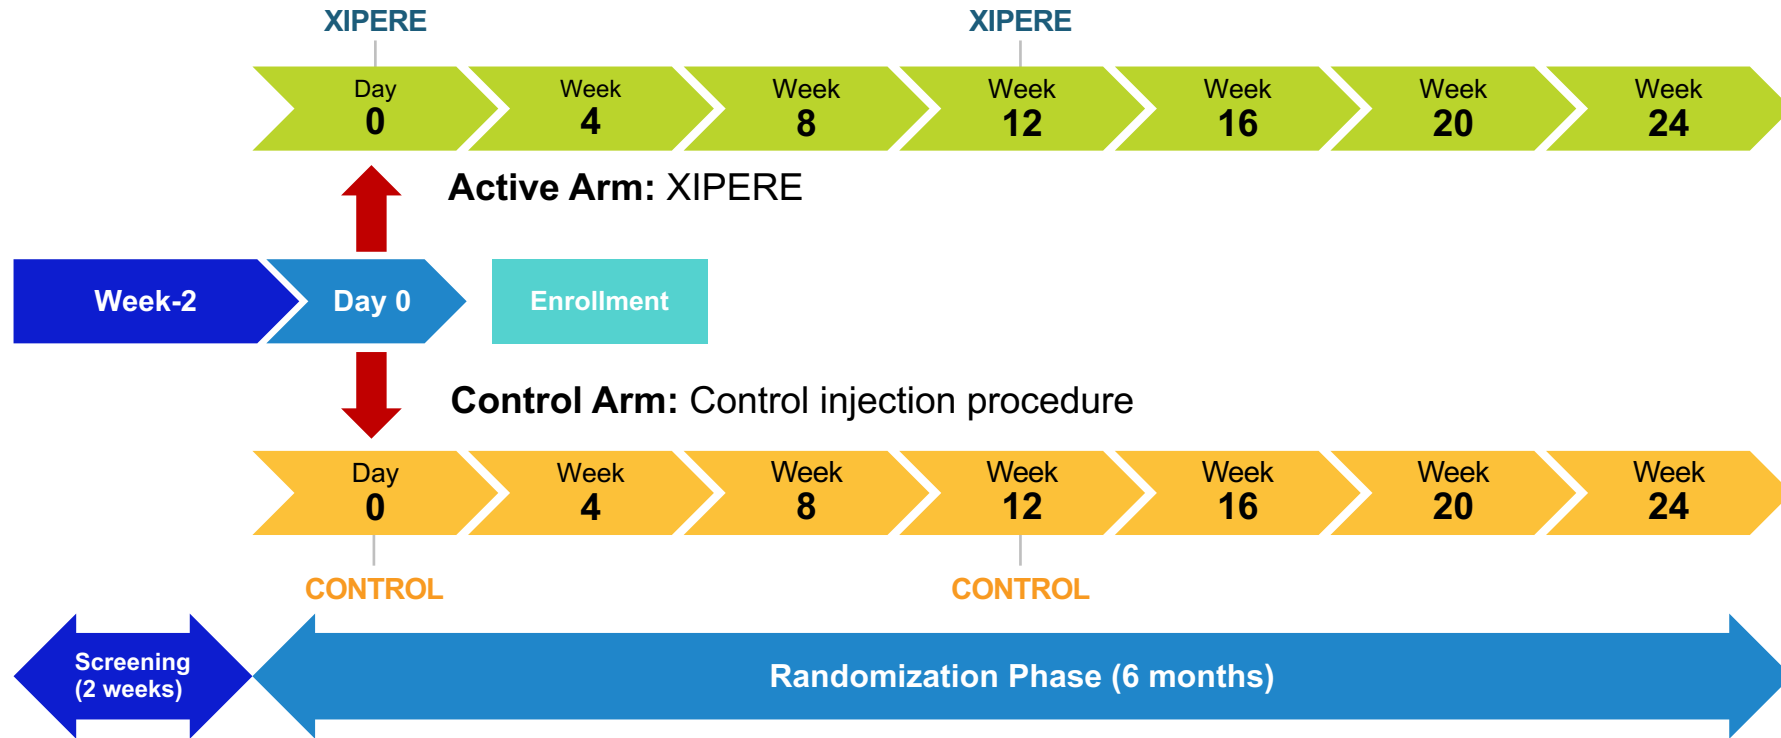 XIPERE
XIPERE
Day
0
Week
4
Week
8
Week
12
Week
16
Week
20
Week
24
Active Arm: XIPERE
Week-2
Day 0
Enrollment
Control Arm: Control injection procedure
Day
0
Week
4
Week
8
Week
12
Week
16
Week
20
Week
24
CONTROL
CONTROL
Screening
(2 weeks)
Randomization Phase (6 months)